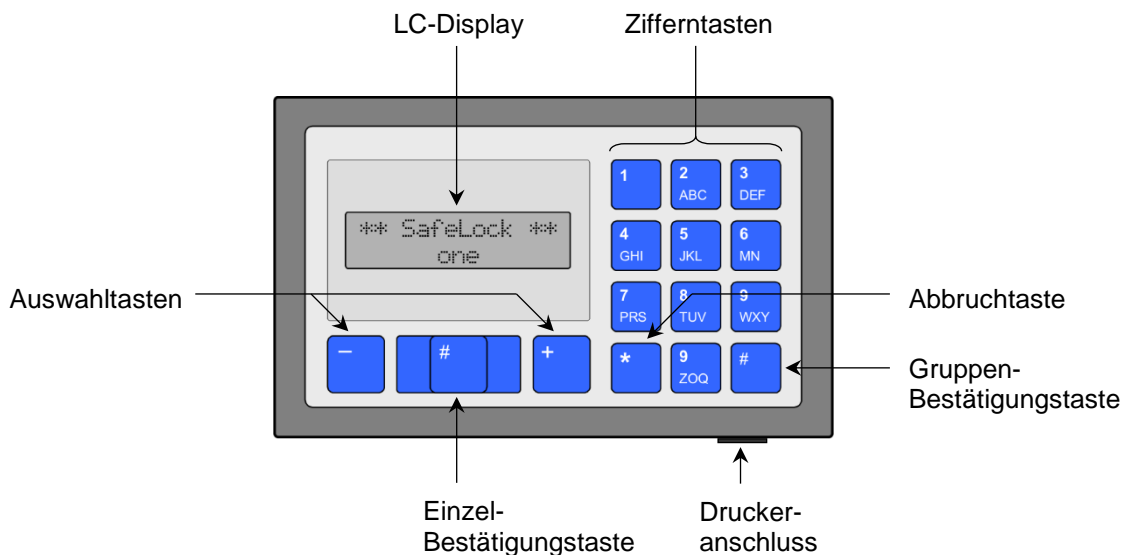 LC-Display
Zifferntasten
** SafeLock **
one
1
2
ABC
3
DEF
4
GHI
5
JKL
6
MN
7
PRS
8
TUV
9
WXY
Auswahltasten
Abbruchtaste
–
#
+
*
9
ZOQ
#
Gruppen-
Bestätigungstaste
Einzel-
Bestätigungstaste
Drucker-
anschluss